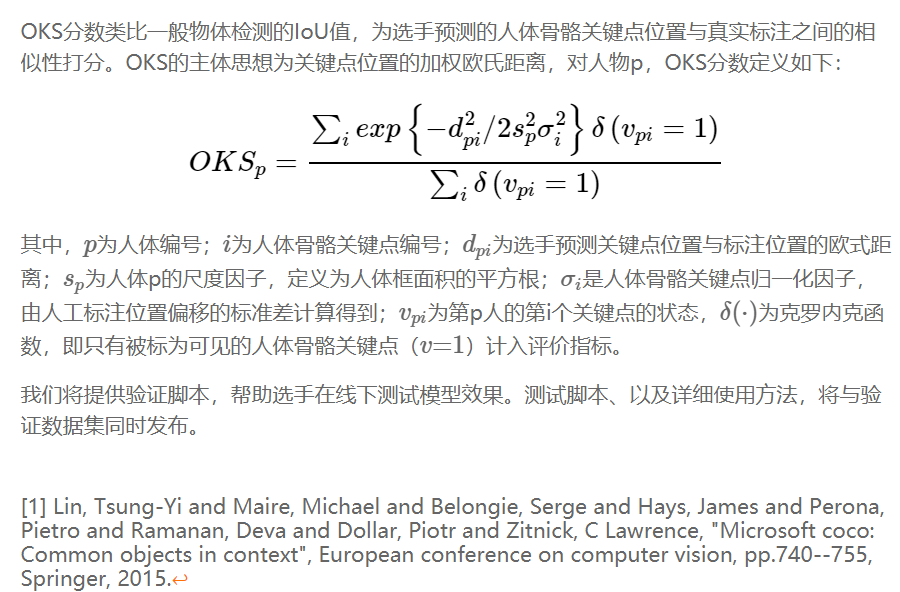 OKS分数类比一般物体检测的IoU值，为选手预测的人体骨骼关键点位置与真实标注之间的相
似性打分。OKS的主体思想为关键点位置的加权欧氏距离，对人物p，OKS分数定义如下：
OKS_p = \frac{\sum_i exp\left\{-d_{pi}^2/2s_p^2\sigma_i^2\right\}\delta\left(v_{pi}=1\right)}{\sum_i \delta\left(v_{pi}=1\right)}
其中，p为人体编号；i为人体骨骼关键点编号；d_{pi}为选手预测关键点位置与标注位置的欧式距
离；s_p为人体p的尺度因子，定义为人体框面积的平方根；σ_i是人体骨骼关键点归一化因子，
由人工标注位置偏移的标准差计算得到；v_{pi}为第p人的第i个关键点的状态，δ(·)为克罗内克函
数，即只有被标为可见的人体骨骼关键点（v=1）计入评价指标。
我们将提供验证脚本，帮助选手在线下测试模型效果。测试脚本、以及详细使用方法，将与验
证数据集同时发布。
[1] Lin, Tsung-Yi and Maire, Michael and Belongie, Serge and Hays, James and Perona,
Pietro and Ramanan, Deva and Dollar, Piotr and Zitnick, C Lawrence, "Microsoft coco:
Common objects in context", European conference on computer vision, pp.740--755,
Springer, 2015.↩